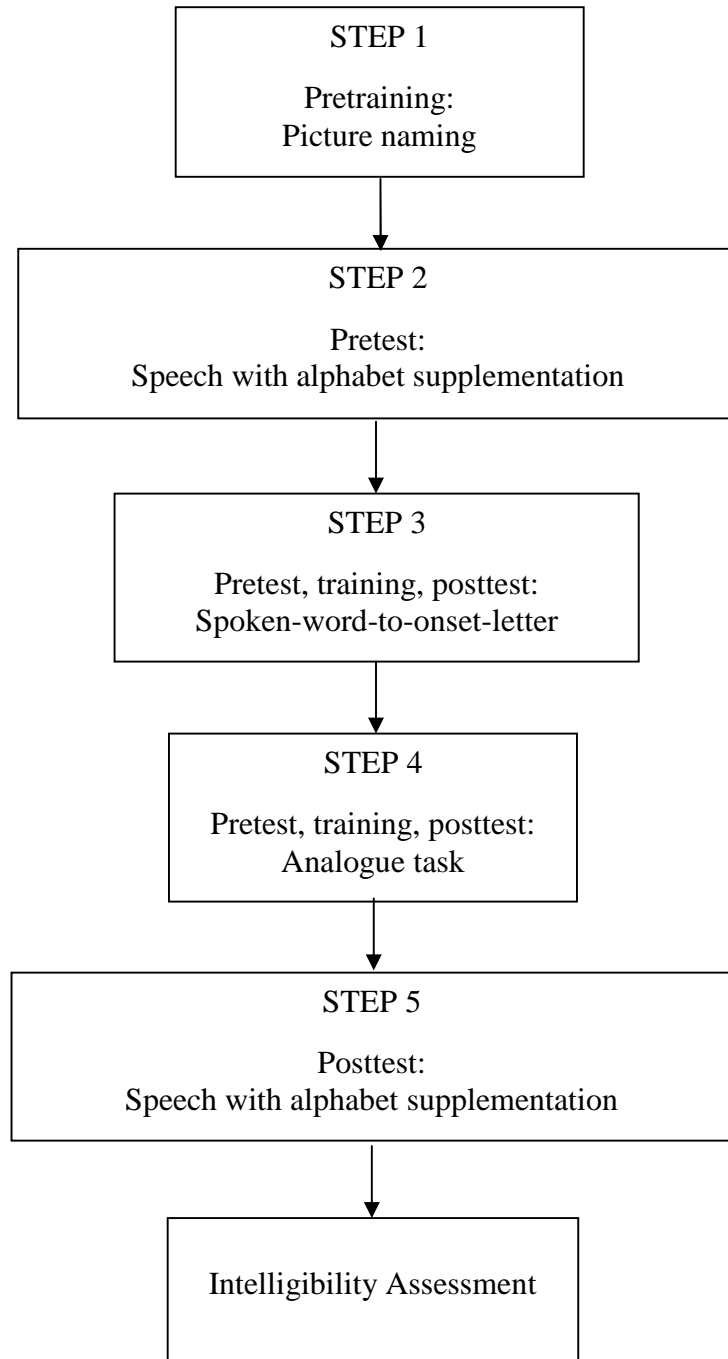 STEP 1
Pretraining:
Picture naming
STEP 2
Pretest:
Speech with alphabet supplementation
STEP 3
Pretest, training, posttest:
Spoken-word-to-onset-letter
STEP 4
Pretest, training, posttest:
Analogue task
STEP 5
Posttest:
Speech with alphabet supplementation
Intelligibility Assessment